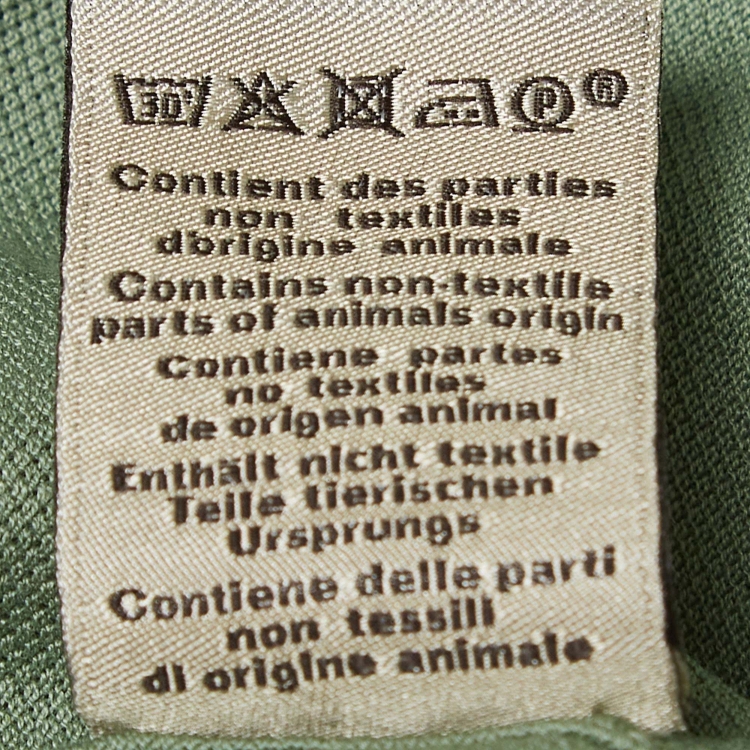 30° P ®
Contient des parties
non textiles
d'origine animale
Contains non-textile
parts of animals origin
Contiene partes
no textiles
de origen animal
Enthält nicht textile
Teile tierischen
Ursprungs
Contiene delle parti
non tessili
di origine animale